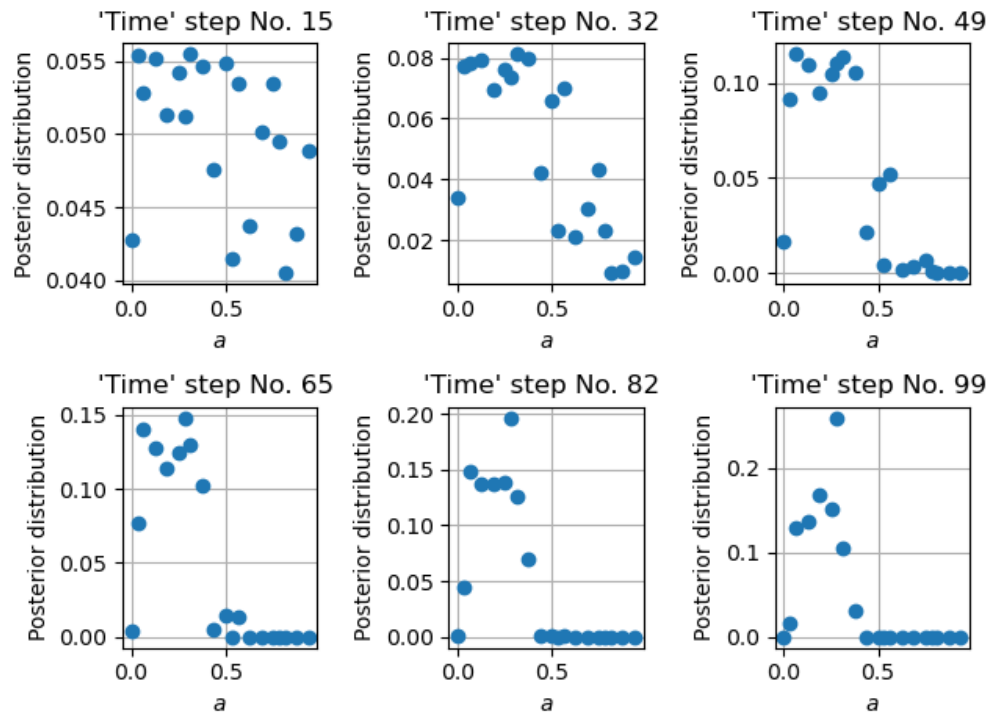 'Time' step No. 15
Posterior distribution
0.055
0.050
0.045
0.040
0.0 0.5
a
'Time' step No. 32
Posterior distribution
0.08
0.06
0.04
0.02
0.0 0.5
a
'Time' step No. 49
Posterior distribution
0.10
0.05
0.00
0.0 0.5
a
'Time' step No. 65
Posterior distribution
0.15
0.10
0.05
0.00
0.0 0.5
a
'Time' step No. 82
Posterior distribution
0.20
0.15
0.10
0.05
0.00
0.0 0.5
a
'Time' step No. 99
Posterior distribution
0.2
0.1
0.0
0.0 0.5
a